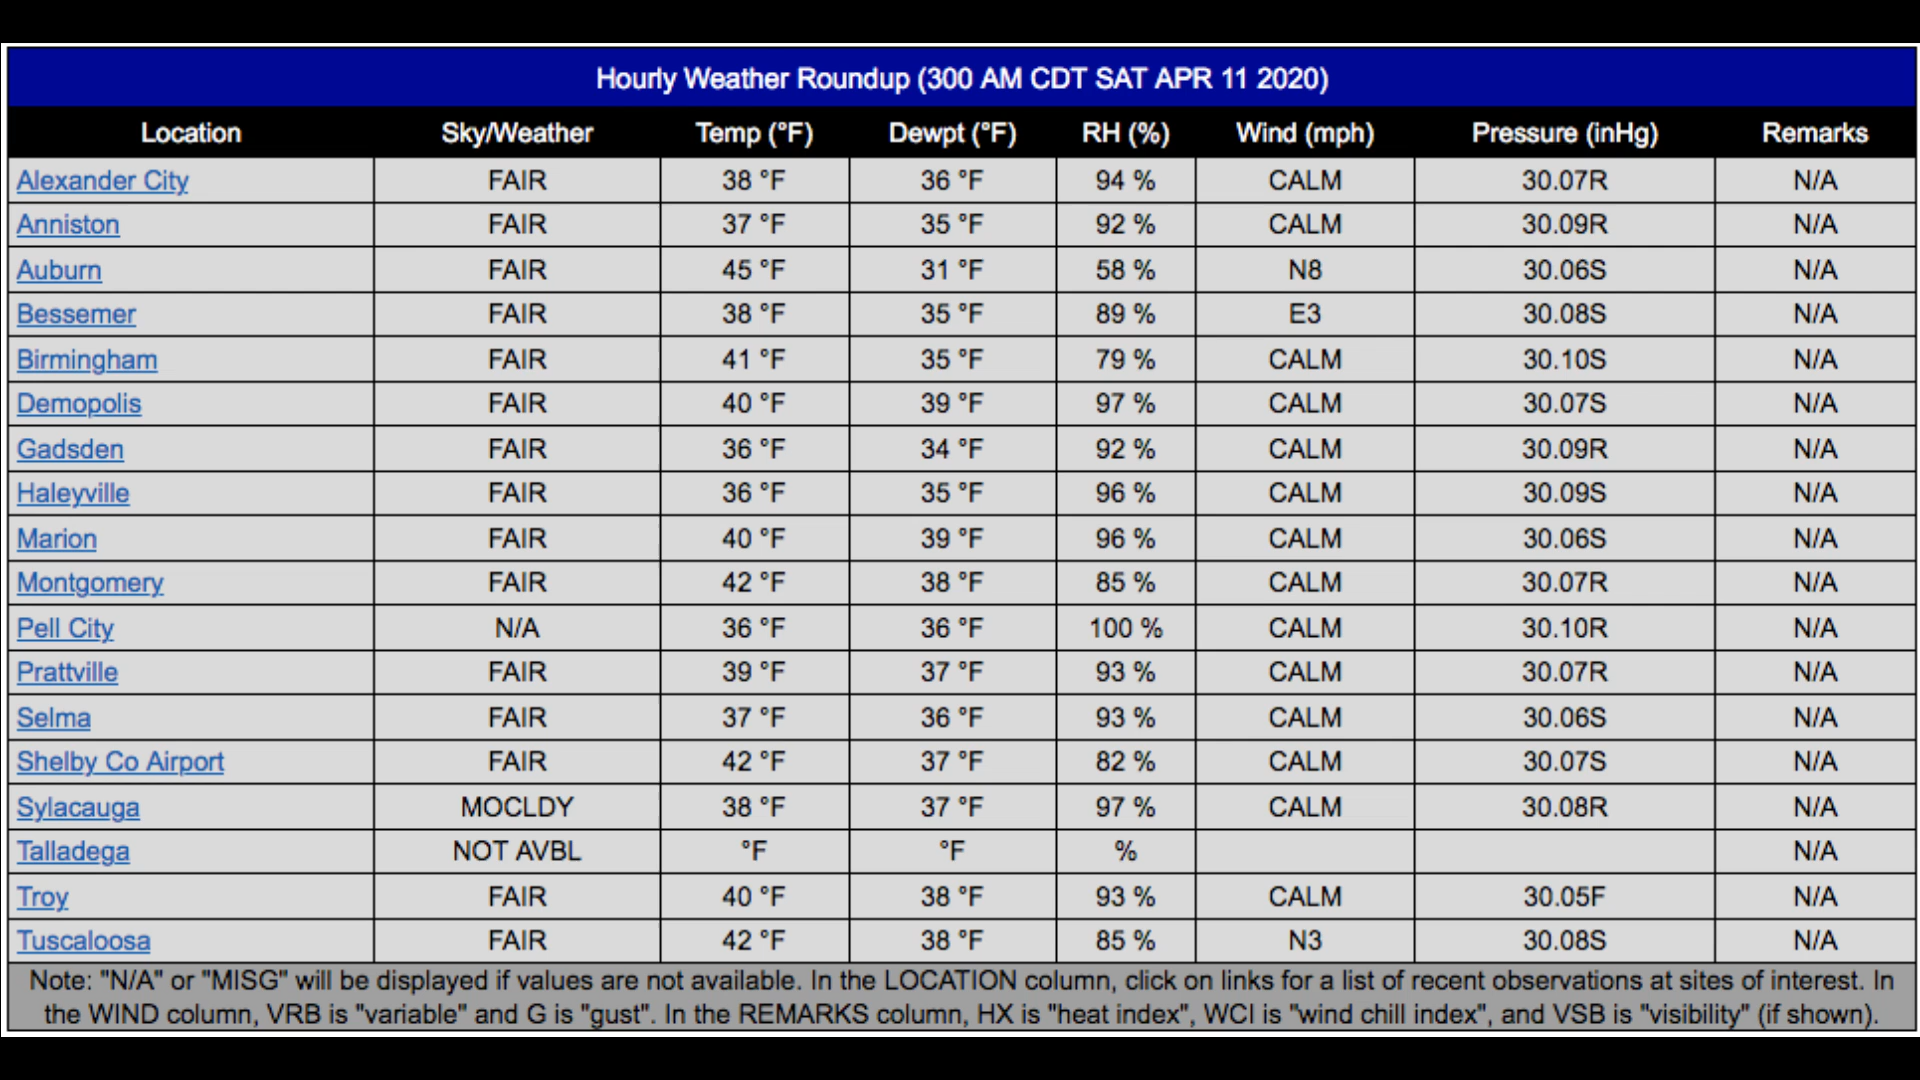 Hourly Weather Roundup (300 AM CDT SAT APR 11 2020)
Location Sky/Weather Temp (°F) Dewpt (°F) RH (%) Wind (mph) Pressure (inHg) Remarks
Alexander City FAIR 38 °F 36 °F 94 % CALM 30.07R N/A
Anniston FAIR 37 °F 35 °F 92 % CALM 30.09R N/A
Auburn FAIR 45 °F 31 °F 58 % N8 30.06S N/A
Bessemer FAIR 38 °F 35 °F 89 % E3 30.08S N/A
Birmingham FAIR 41 °F 35 °F 79 % CALM 30.10S N/A
Demopolis FAIR 40 °F 39 °F 97 % CALM 30.07S N/A
Gadsden FAIR 36 °F 34 °F 92 % CALM 30.09R N/A
Haleyville FAIR 36 °F 35 °F 96 % CALM 30.09S N/A
Marion FAIR 40 °F 39 °F 96 % CALM 30.06S N/A
Montgomery FAIR 42 °F 38 °F 85 % CALM 30.07R N/A
Pell City N/A 36 °F 36 °F 100 % CALM 30.10R N/A
Prattville FAIR 39 °F 37 °F 93 % CALM 30.07R N/A
Selma FAIR 37 °F 36 °F 93 % CALM 30.06S N/A
Shelby Co Airport FAIR 42 °F 37 °F 82 % CALM 30.07S N/A
Sylacauga MOCLDY 38 °F 37 °F 97 % CALM 30.08R N/A
Talladega NOT AVBL °F °F % N/A
Troy FAIR 40 °F 38 °F 93 % CALM 30.05F N/A
Tuscaloosa FAIR 42 °F 38 °F 85 % N3 30.08S N/A
Note: "N/A" or "MISG" will be displayed if values are not available. In the LOCATION column, click on links for a list of recent observations at sites of interest. In
the WIND column, VRB is "variable" and G is "gust". In the REMARKS column, HX is "heat index", WCI is "wind chill index", and VSB is "visibility" (if shown).